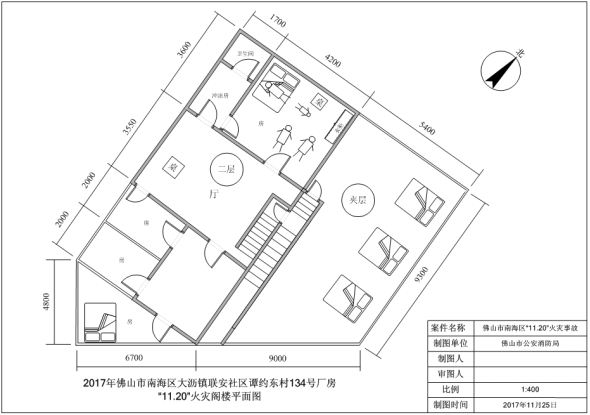 1700
北
3600
卫生间
4200
冲凉房
桌
房
衣柜
5400
3550
桌
二层
厅
夹层
2000
房
2000
房
9300
4800
房
6700
9000
2017年佛山市南海区大沥镇联安社区谭约东村134号厂房
“11.20”火灾阁楼平面图
案件名称 佛山市南海区“11.20”火灾事故
制图单位 佛山市公安消防局
制图人
审图人
比例 1:400
制图时间 2017年11月25日